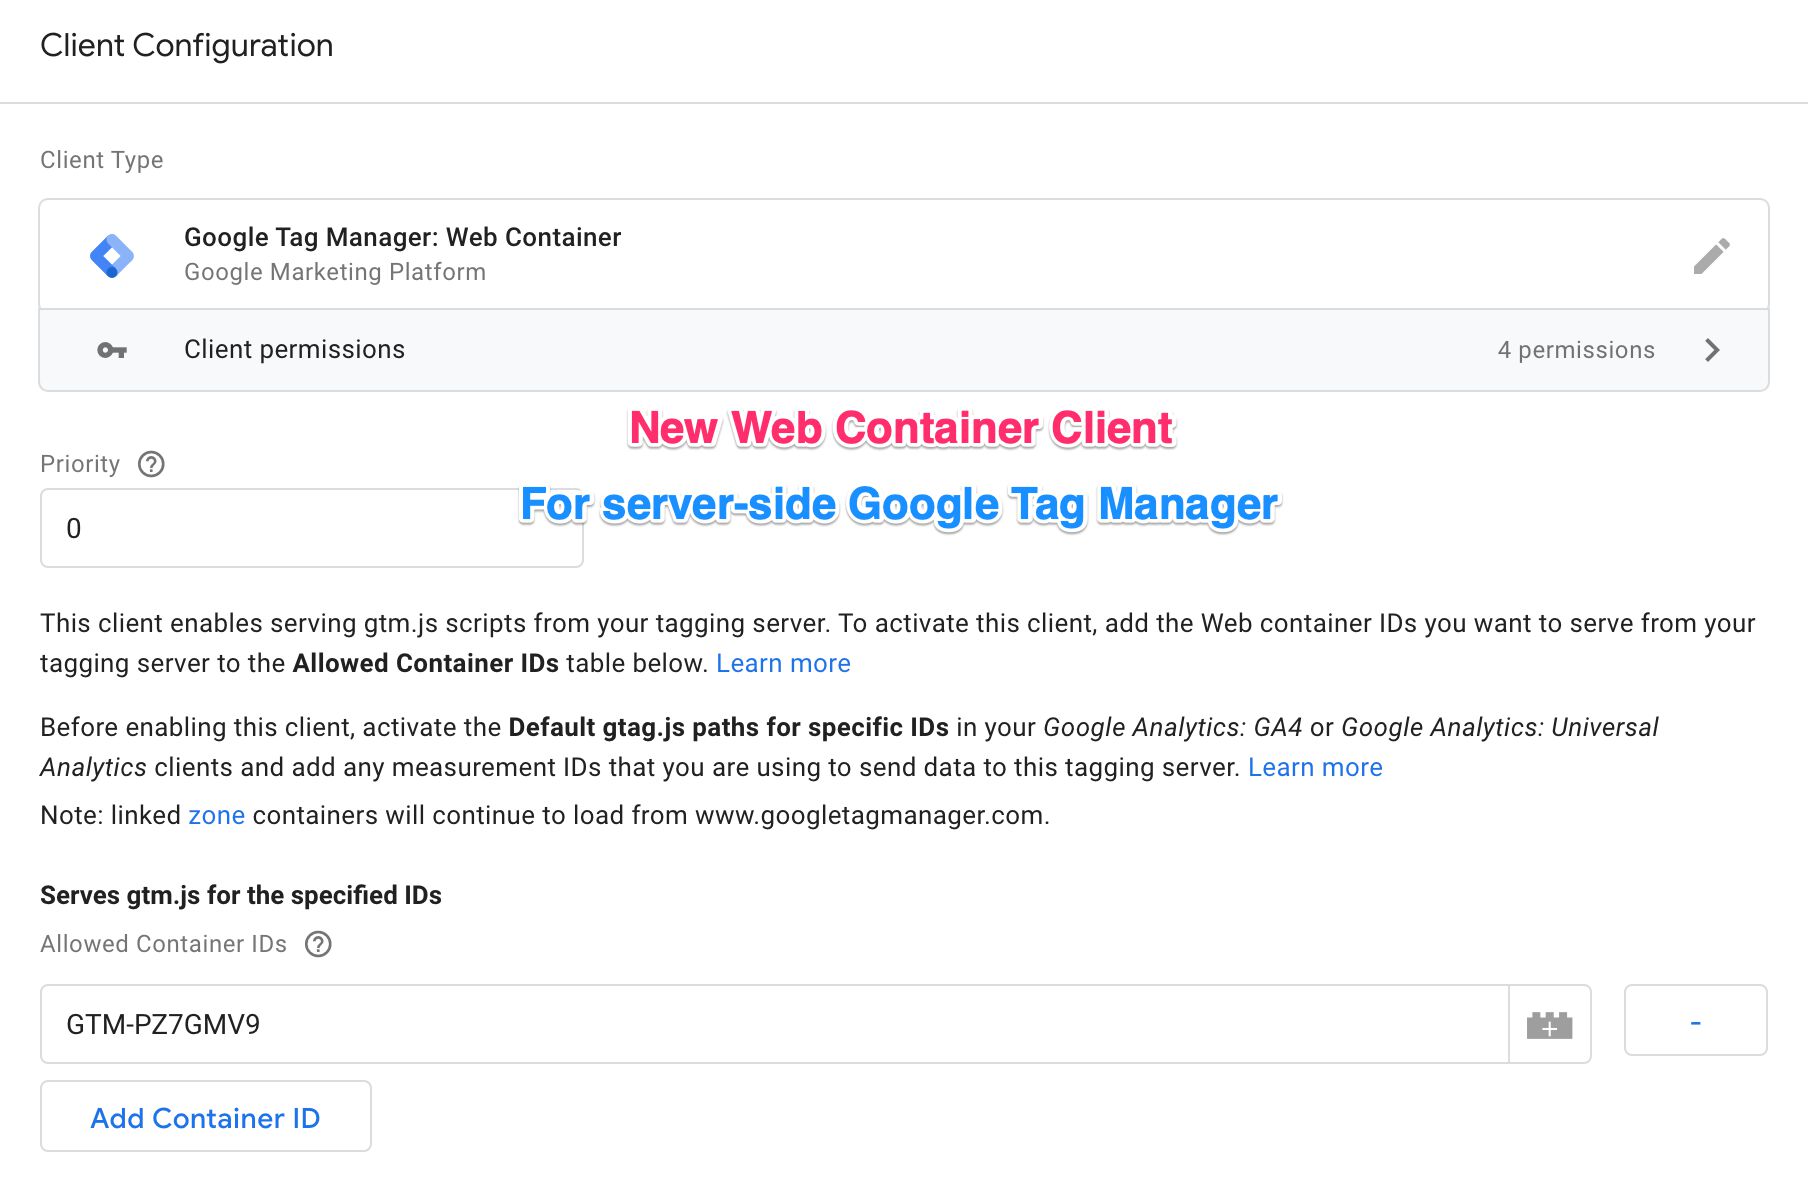 Client Configuration
Client Type
Google Tag Manager: Web Container
Google Marketing Platform
Client permissions
4 permissions
New Web Container Client
Priority
For server-side Google Tag Manager
0
This client enables serving gtm.js scripts from your tagging server. To activate this client, add the Web container IDs you want to serve from your
tagging server to the Allowed Container IDs table below. Learn more
Before enabling this client, activate the Default gtag.js paths for specific IDs in your Google Analytics: GA4 or Google Analytics: Universal
Analytics clients and add any measurement IDs that you are using to send data to this tagging server. Learn more
Note: linked zone containers will continue to load from www.googletagmanager.com.
Serves gtm.js for the specified IDs
Allowed Container IDs
GTM-PZ7GMV9
-
Add Container ID